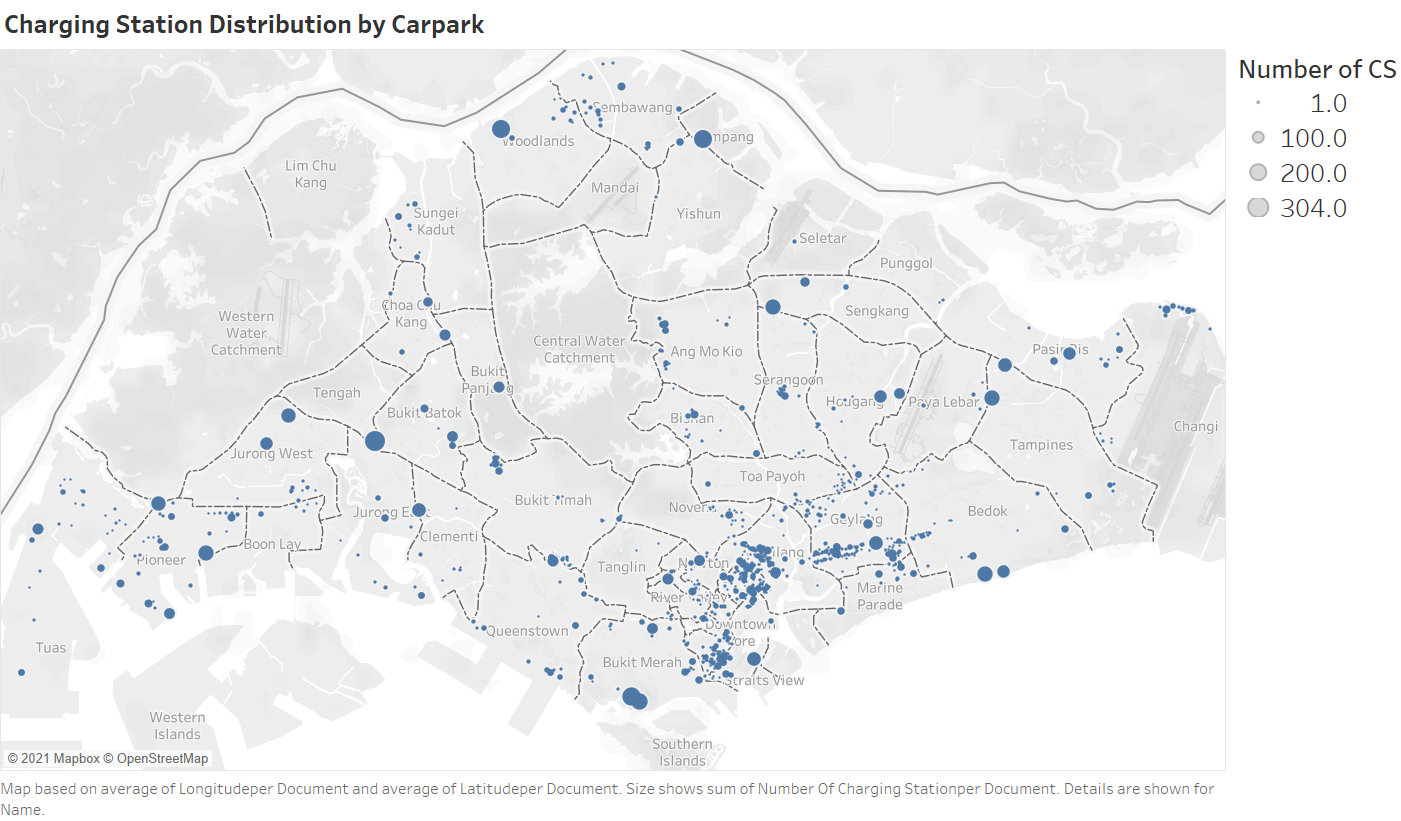 Charging Station Distribution by Carpark
Number of CS
1.0
100.0
200.0
304.0
Sembawang
Woodlands
Lim Chu
Kang
Mandai
Yishun
Sungei
Kadut
Seletar
Punggol
Choa Chu
Kang
Western
Water
Catchment
Sengkang
Central Water
Catchment
Ang Mo Kio
Pasir Ris
Bukit
Panjang
Serangoon
Tengah
Hougang
Paya Lebar
Bukit Batok
Bishan
Changi
Tampines
Jurong West
Toa Payoh
Bukit Timah
Jurong East
Geylang
Bedok
Clementi
Boon Lay
Pioneer
Tanglin
Newton
River Valley
Marine
Parade
Queenstown
Downtown
Core
Tuas
Bukit Merah
Straits View
Western
Islands
Southern
Islands
© 2021 Mapbox © OpenStreetMap
Map based on average of Longitudeper Document and average of Latitudeper Document. Size shows sum of Number Of Charging Stationper Document. Details are shown for
Name.